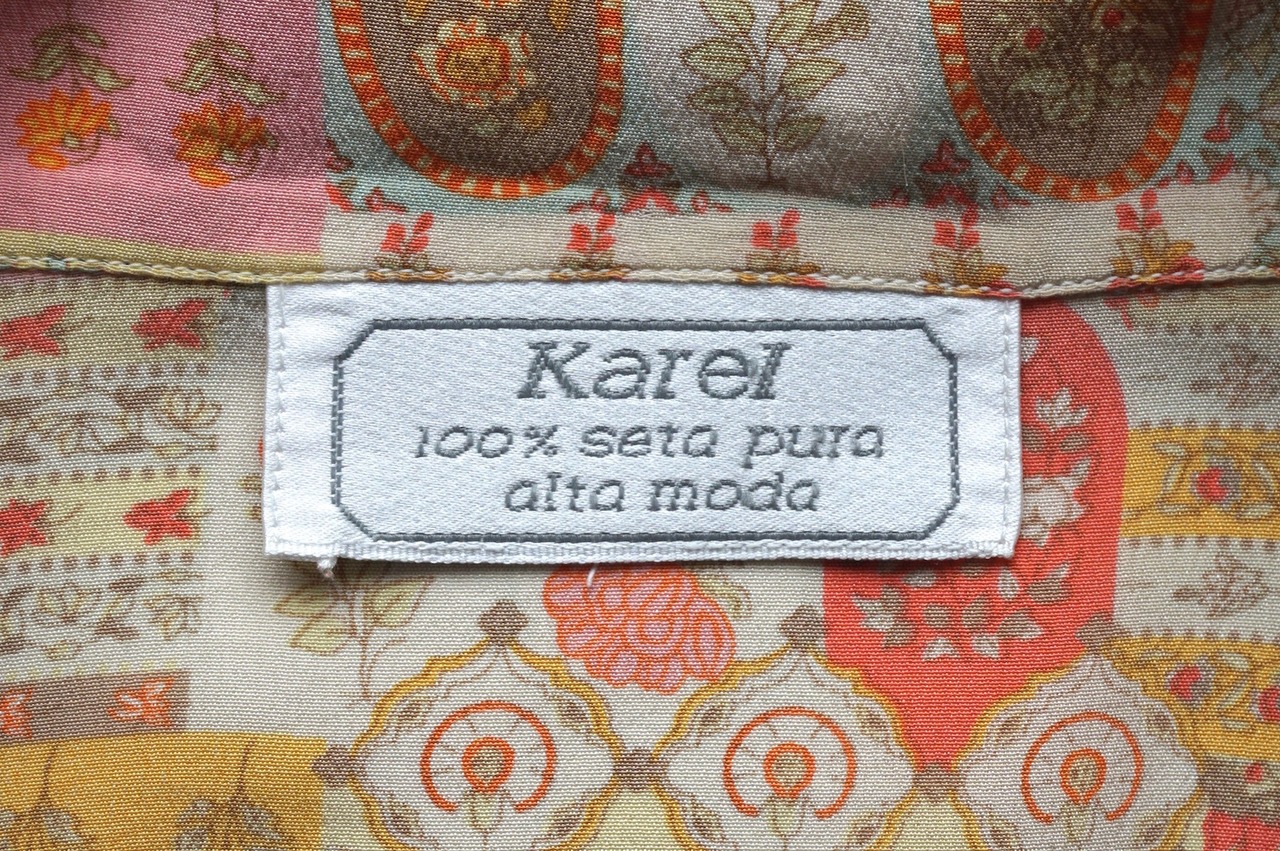 Karel
100% seta pura
alta moda